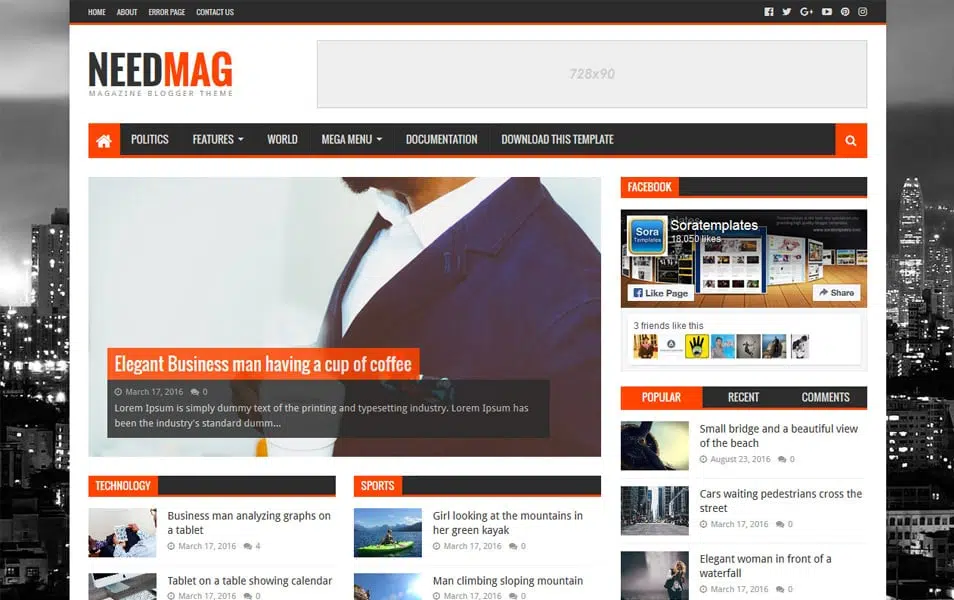 HOME ABOUT ERROR PAGE CONTACT US
NEEDMAG
MAGAZINE BLOGGER THEME
728x90
POLITICS FEATURES WORLD MEGA MENU DOCUMENTATION DOWNLOAD THIS TEMPLATE
Elegant Business man having a cup of coffee
March 17, 2016 0
Lorem Ipsum is simply dummy text of the printing and typesetting industry. Lorem Ipsum has
been the industry's standard dumm...
FACEBOOK
Sora
Templates
Soratemplates
18,050 likes
Like Page
Share
3 friends like this
POPULAR RECENT COMMENTS
Small bridge and a beautiful view
of the beach
August 23, 2016 0
Cars waiting pedestrians cross the
street
March 17, 2016 0
Elegant woman in front of a
waterfall
March 17, 2016 0
TECHNOLOGY
Business man analyzing graphs on
a tablet
March 17, 2016 4
Tablet on a table showing calendar
March 17, 2016 0
SPORTS
Girl looking at the mountains in
her green kayak
March 17, 2016 0
Man climbing sloping mountain
March 17, 2016 0